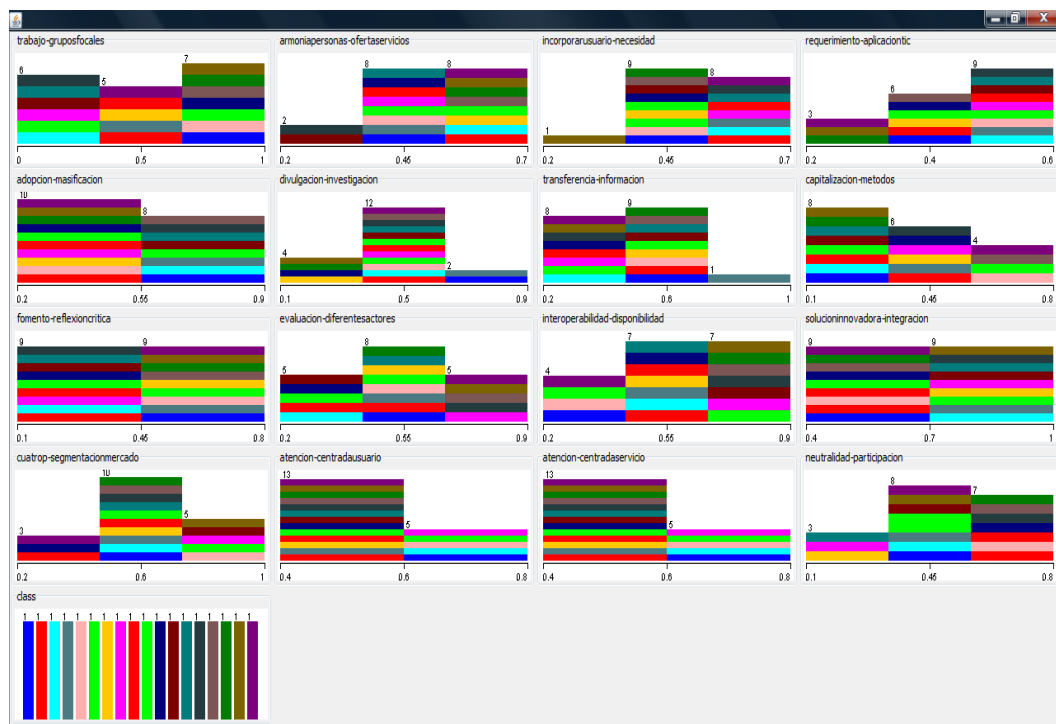 trabajo-gruposfocales
6
5
7
0 0.5 1
armoniapersonas-ofertaservicios
2
8
8
0.2 0.45 0.7
incorporarusuario-necesidad
1
9
8
0.2 0.45 0.7
requerimiento-aplicaciontic
3
6
9
0.2 0.4 0.6
adopcion-masificacion
10
8
0.2 0.55 0.9
divulgacion-investigacion
4
12
2
0.1 0.5 0.9
transferencia-informacion
8
9
1
0.2 0.6 1
capitalizacion-metodos
8
6
4
0.1 0.45 0.8
fomento-reflexioncritica
9
9
0.1 0.45 0.8
evaluacion-diferentesactores
5
8
5
0.2 0.55 0.9
interoperabilidad-disponibilidad
4
7
7
0.2 0.55 0.9
solucioninnovadora-integracion
9
9
0.4 0.7 1
cuatrop-segmentacionmercado
3
10
5
0.2 0.6 1
atencion-centradausuario
13
5
0.4 0.6 0.8
atencion-centradaservicio
13
5
0.4 0.6 0.8
neutralidad-participacion
3
8
7
0.1 0.45 0.8
class
1 1 1 1 1 1 1 1 1 1 1 1 1 1 1 1 1 1